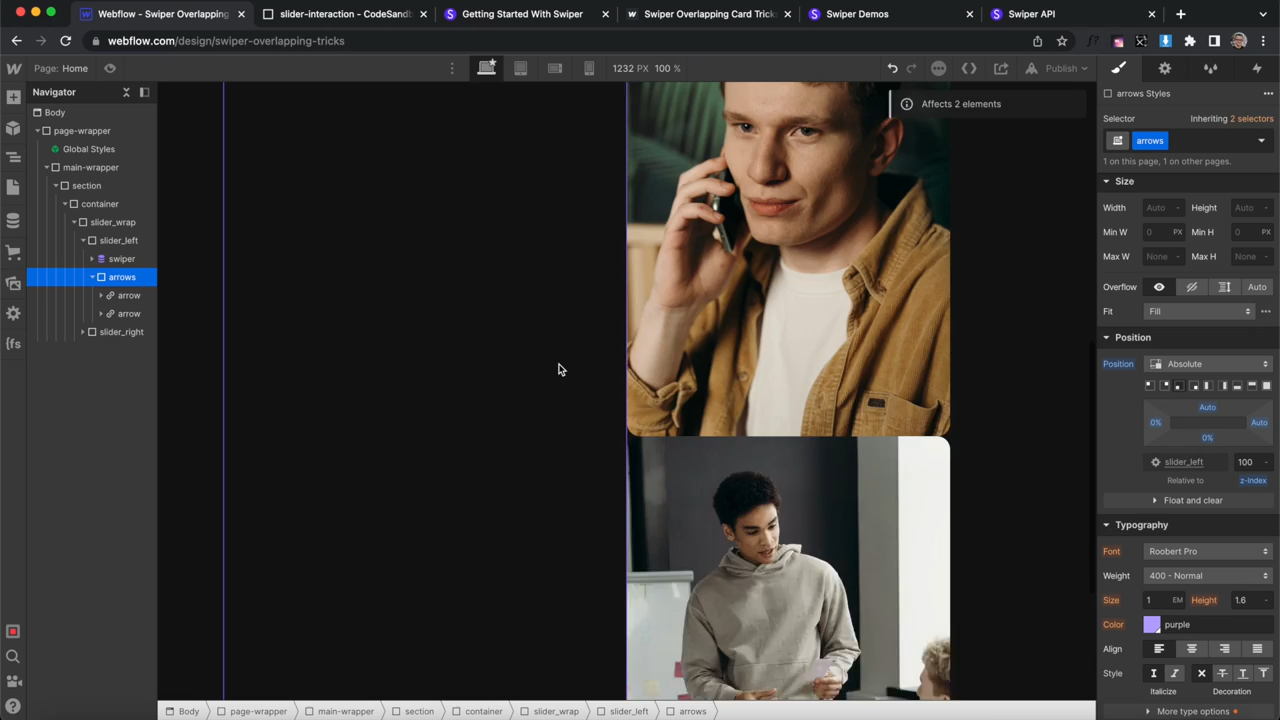 Webflow - Swiper Overlapping
slider-interaction - CodeSandb
Getting Started With Swiper
Swiper Overlapping Card Tricks
Swiper Demos
Swiper API
webflow.com/design/swiper-overlapping-tricks
Page: Home
1232 PX 100 %
Publish
Navigator
Body
page-wrapper
Global Styles
main-wrapper
section
container
slider_wrap
slider_left
swiper
arrows
arrow
arrow
slider_right
Affects 2 elements
arrows Styles
Selector
Inheriting 2 selectors
arrows
1 on this page, 1 on other pages.
Size
Width Auto - Height Auto -
Min W 0 PX Min H 0 PX
Max W None - Max H None -
Overflow Auto
Fit Fill
Position
Position Absolute
Auto
0% Auto
0%
slider_left 100 -
Relative to z-Index
Float and clear
Typography
Font Roobert Pro
Weight 400 - Normal
Size 1 EM Height 1.6 -
Color purple
Align
Style
Italicize Decoration
More type options
Body page-wrapper main-wrapper section container slider_wrap slider_left arrows